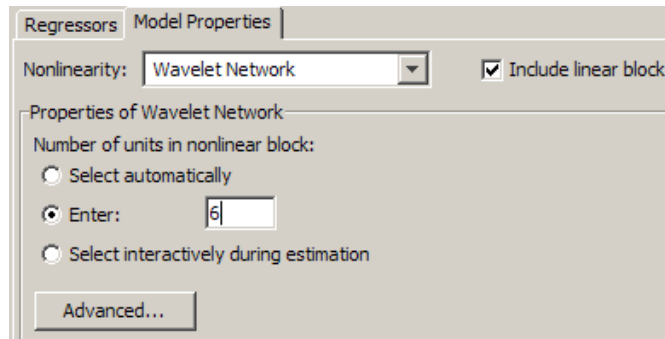 Regressors Model Properties
Nonlinearity: Wavelet Network Include linear block
Properties of Wavelet Network
Number of units in nonlinear block:
Select automatically
Enter: 6
Select interactively during estimation
Advanced...